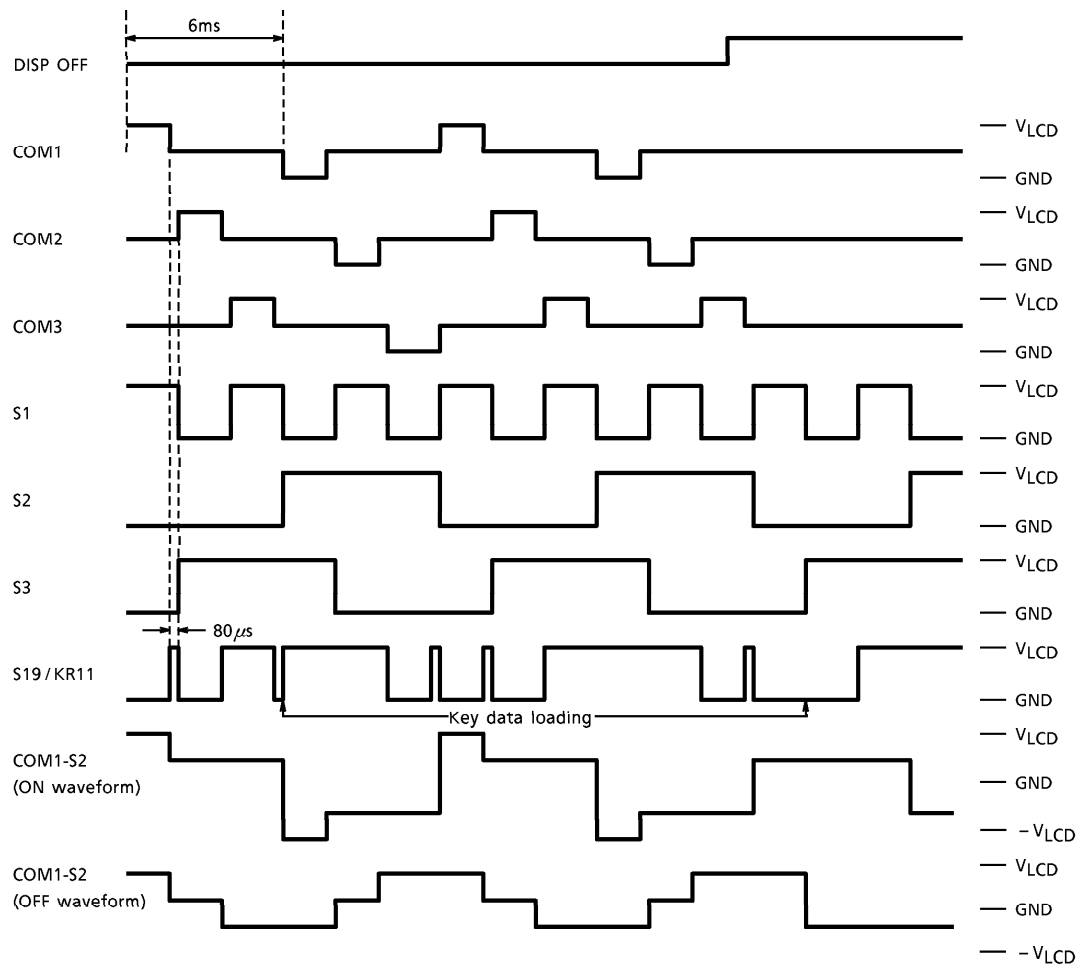 6ms
DISP OFF
COM1
VLCD
GND
COM2
VLCD
GND
COM3
VLCD
GND
S1
VLCD
GND
S2
VLCD
GND
S3
VLCD
GND
80μs
S19 / KR11
VLCD
GND
Key data loading
COM1-S2
(ON waveform)
VLCD
GND
–VLCD
COM1-S2
(OFF waveform)
VLCD
GND
–VLCD